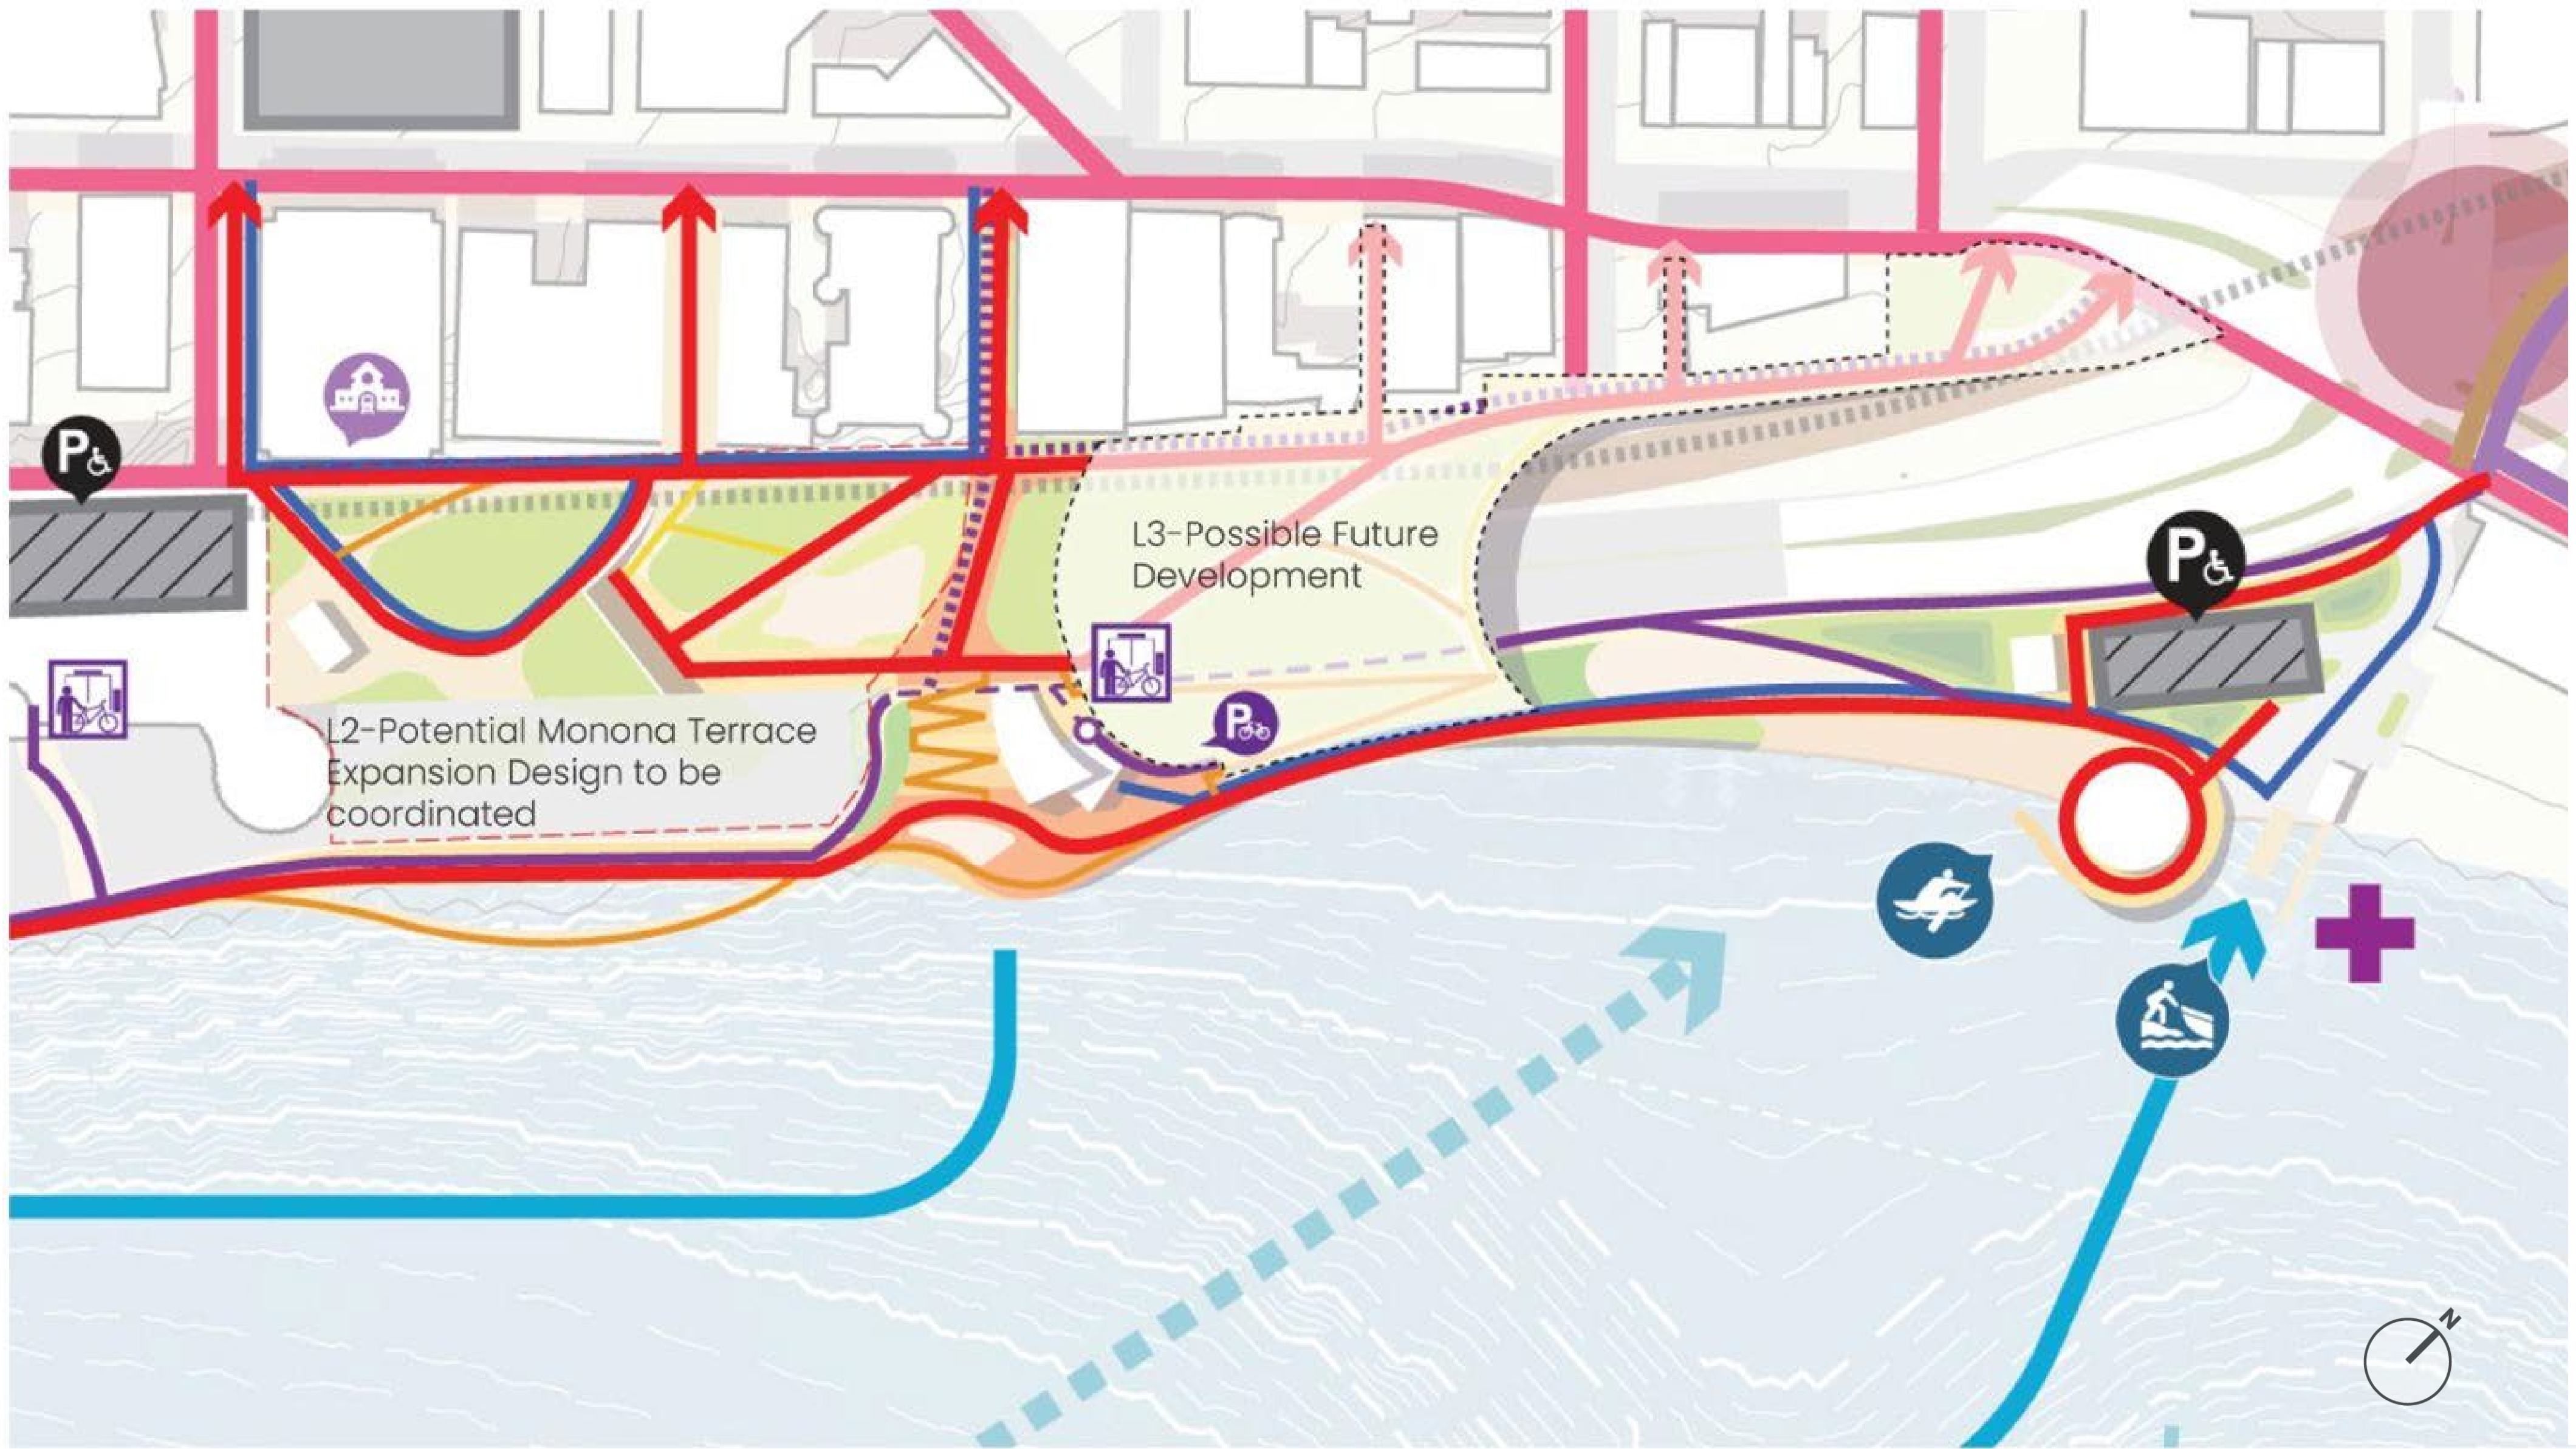 P
L3-Possible Future
Development
P
L2-Potential Monona Terrace
Expansion Design to be
coordinated
P
N